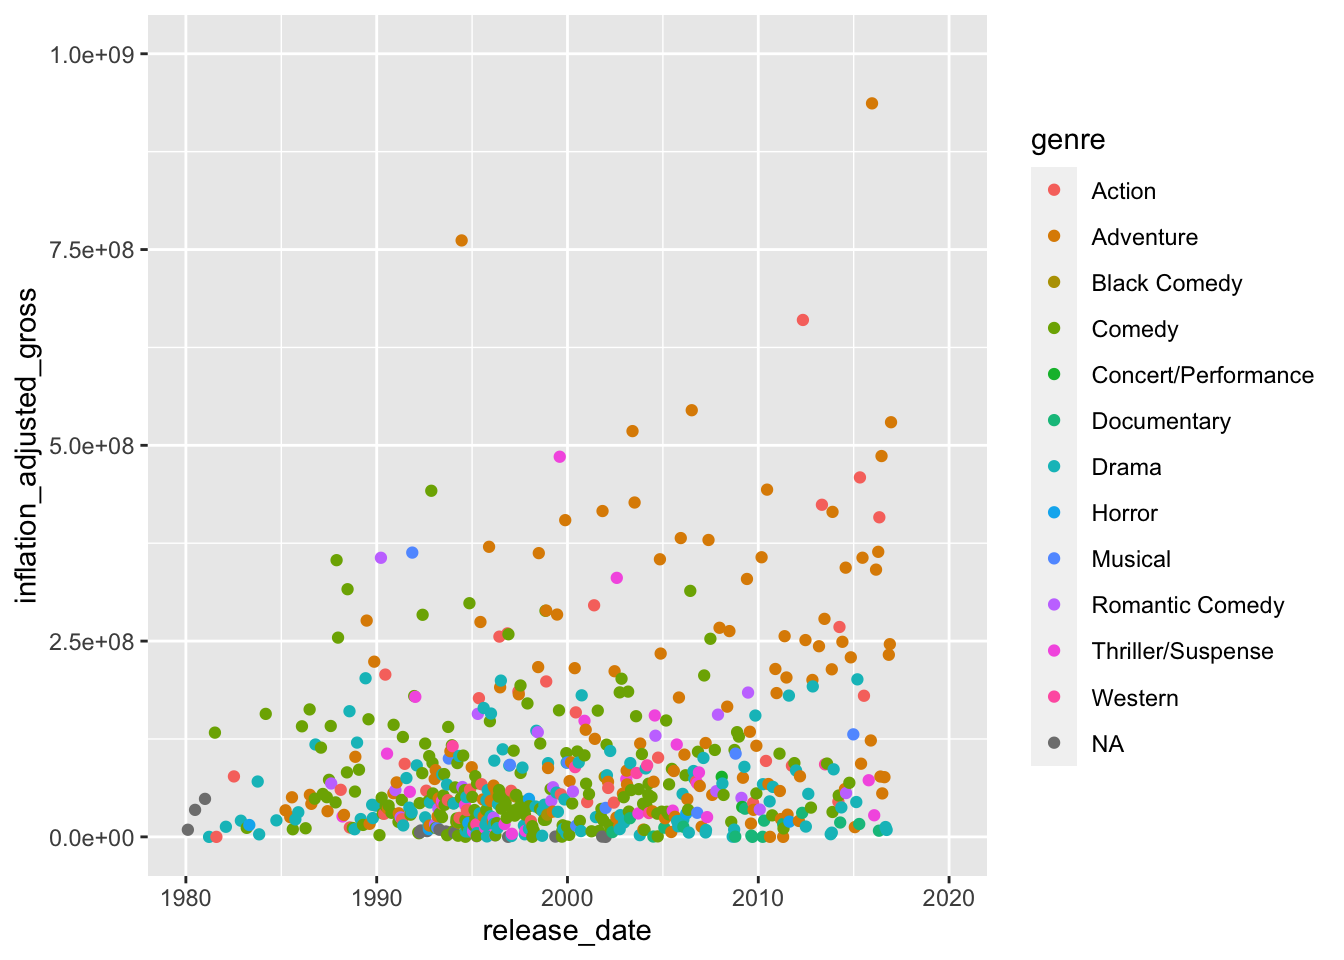 1.0e+09
7.5e+08
5.0e+08
2.5e+08
0.0e+00
inflation_adjusted_gross
1980
1990
2000
2010
2020
release_date
genre
Action
Adventure
Black Comedy
Comedy
Concert/Performance
Documentary
Drama
Horror
Musical
Romantic Comedy
Thriller/Suspense
Western
NA